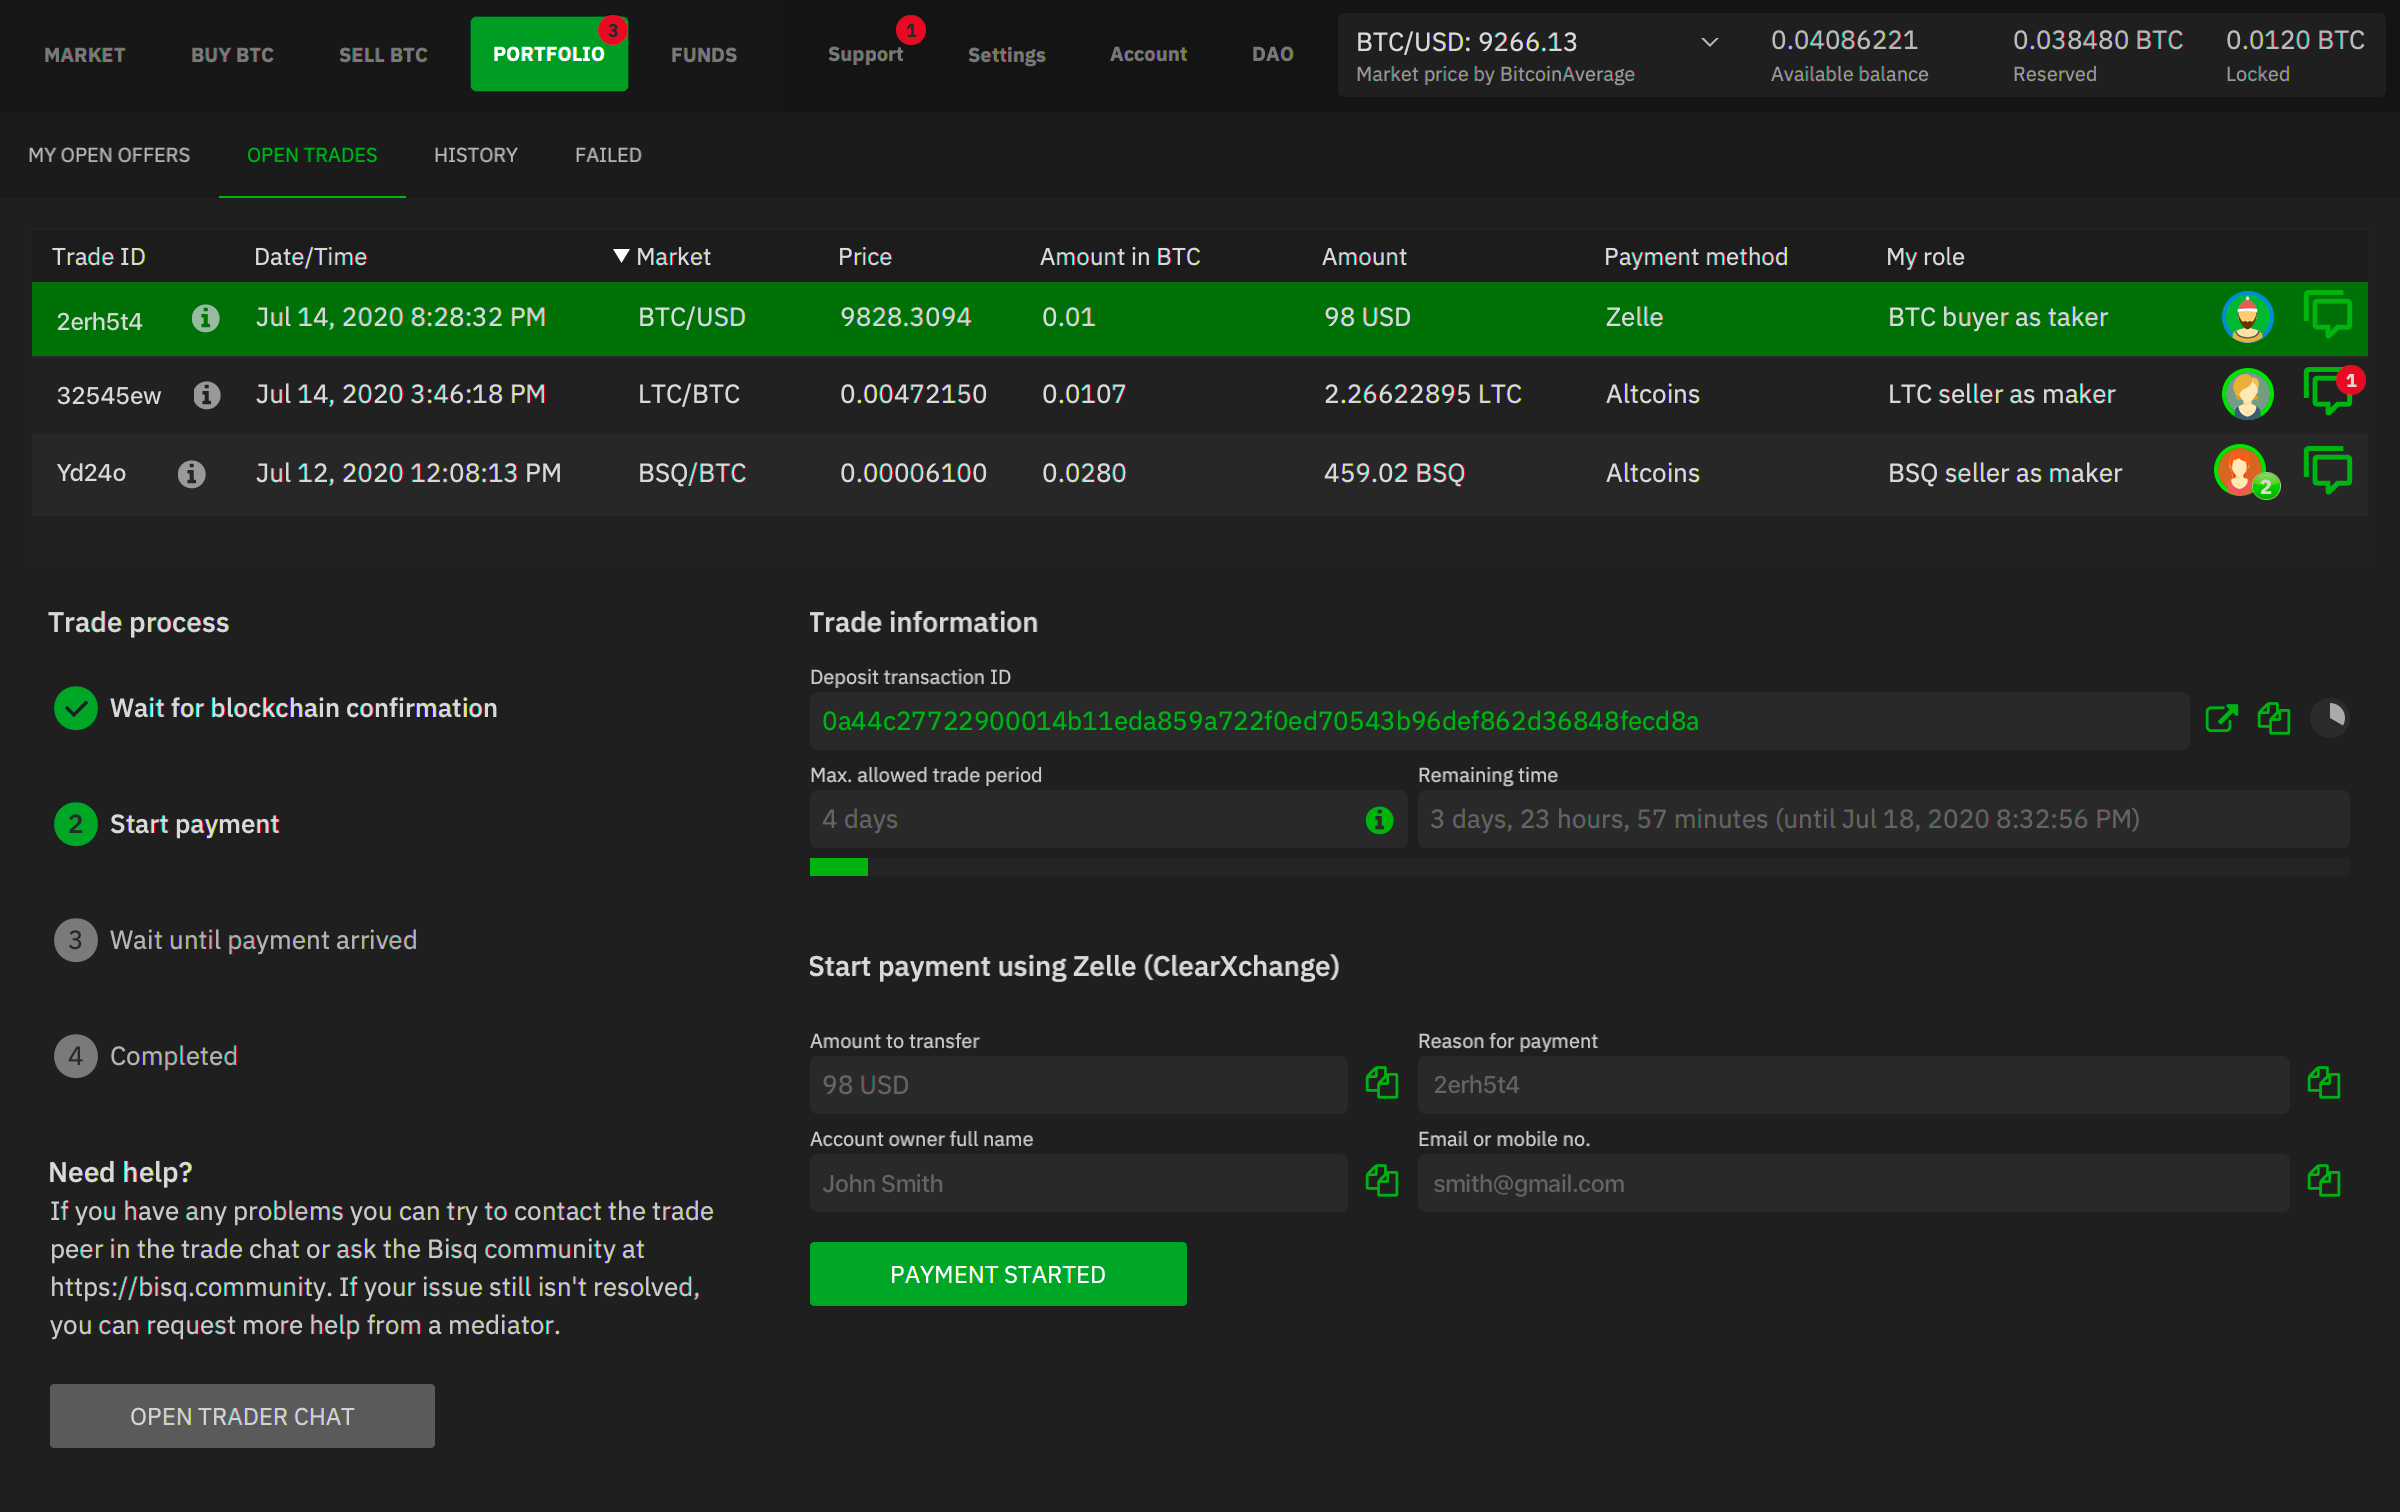 MARKET BUY BTC SELL BTC PORTFOLIO 3 FUNDS Support 1 Settings Account DAO
BTC/USD: 9266.13 0.04086221 0.038480 BTC 0.0120 BTC
Market price by BitcoinAverage Available balance Reserved Locked
MY OPEN OFFERS OPEN TRADES HISTORY FAILED
Trade ID Date/Time Market Price Amount in BTC Amount Payment method My role
2erh5t4 Jul 14, 2020 8:28:32 PM BTC/USD 9828.3094 0.01 98 USD Zelle BTC buyer as taker
32545ew Jul 14, 2020 3:46:18 PM LTC/BTC 0.00472150 0.0107 2.26622895 LTC Altcoins LTC seller as maker 1
Yd24o Jul 12, 2020 12:08:13 PM BSQ/BTC 0.00006100 0.0280 459.02 BSQ Altcoins BSQ seller as maker 2
Trade process
Wait for blockchain confirmation
2 Start payment
3 Wait until payment arrived
4 Completed
Need help?
If you have any problems you can try to contact the trade
peer in the trade chat or ask the Bisq community at
https://bisq.community. If your issue still isn't resolved,
you can request more help from a mediator.
OPEN TRADER CHAT
Trade information
Deposit transaction ID
0a44c27722900014b11eda859a722f0ed70543b96def862d36848fecd8a
Max. allowed trade period Remaining time
4 days 3 days, 23 hours, 57 minutes (until Jul 18, 2020 8:32:56 PM)
Start payment using Zelle (ClearXchange)
Amount to transfer Reason for payment
98 USD 2erh5t4
Account owner full name Email or mobile no.
John Smith smith@gmail.com
PAYMENT STARTED